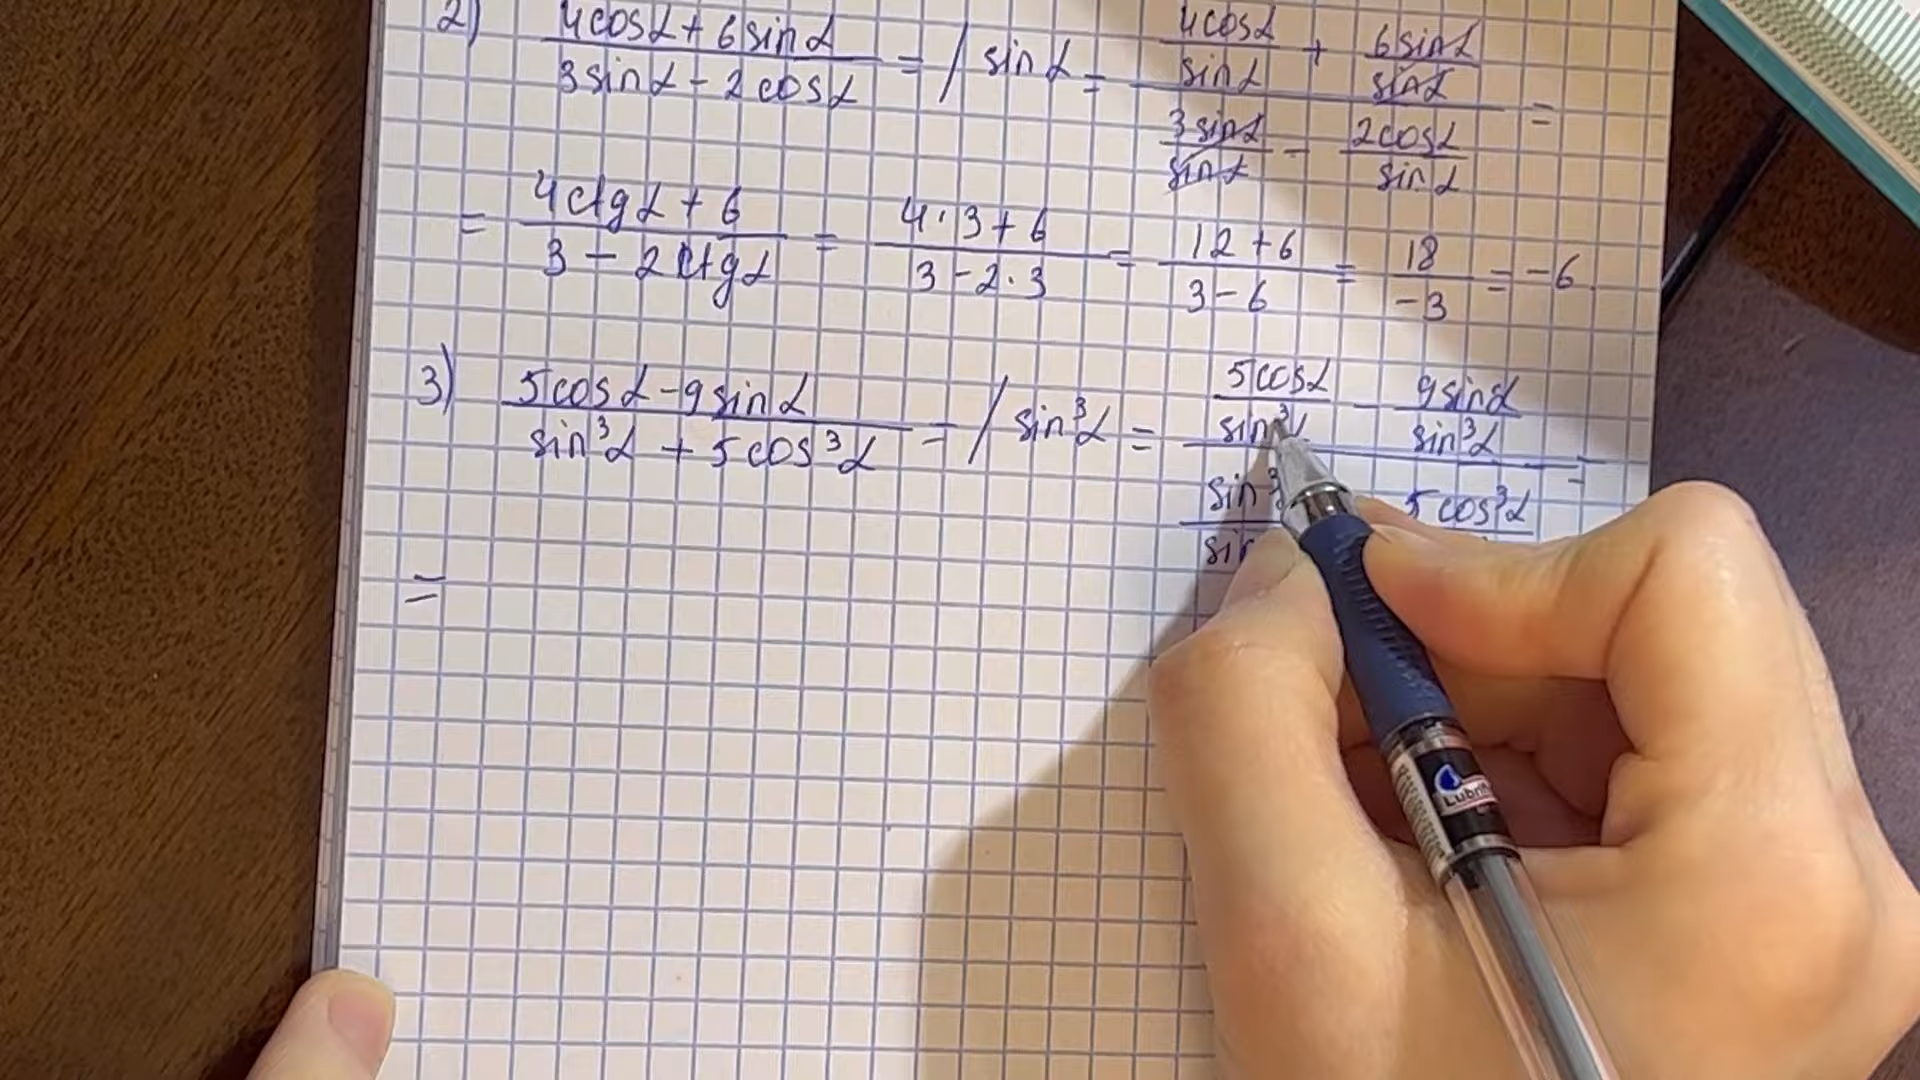 2) (4cosα + 6sinα)/(3sinα - 2cosα) = / sinα = (4cosα/sinα + 6sinα/sinα)/(3sinα/sinα - 2cosα/sinα) =
= (4ctgα + 6)/(3 - 2ctgα) = (4·3 + 6)/(3 - 2·3) = (12 + 6)/(3 - 6) = 18/-3 = -6
3) (5cosα - 9sinα)/(sin³α + 5cos³α) = / sin³α = (5cosα/sin³α - 9sinα/sin³α)/(sin³ / sin 5cos³α) =
=